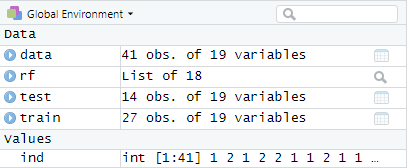 Global Environment
Data
data 41 obs. of 19 variables
rf List of 18
test 14 obs. of 19 variables
train 27 obs. of 19 variables
Values
ind int [1:41] 1 2 1 2 2 1 1 2 1 1 …